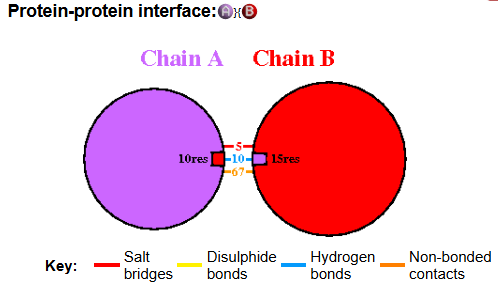 Protein-protein interface: A}{B
Chain A Chain B
5
10res 10 15res
67
Key: Salt bridges Disulphide bonds Hydrogen bonds Non-bonded contacts